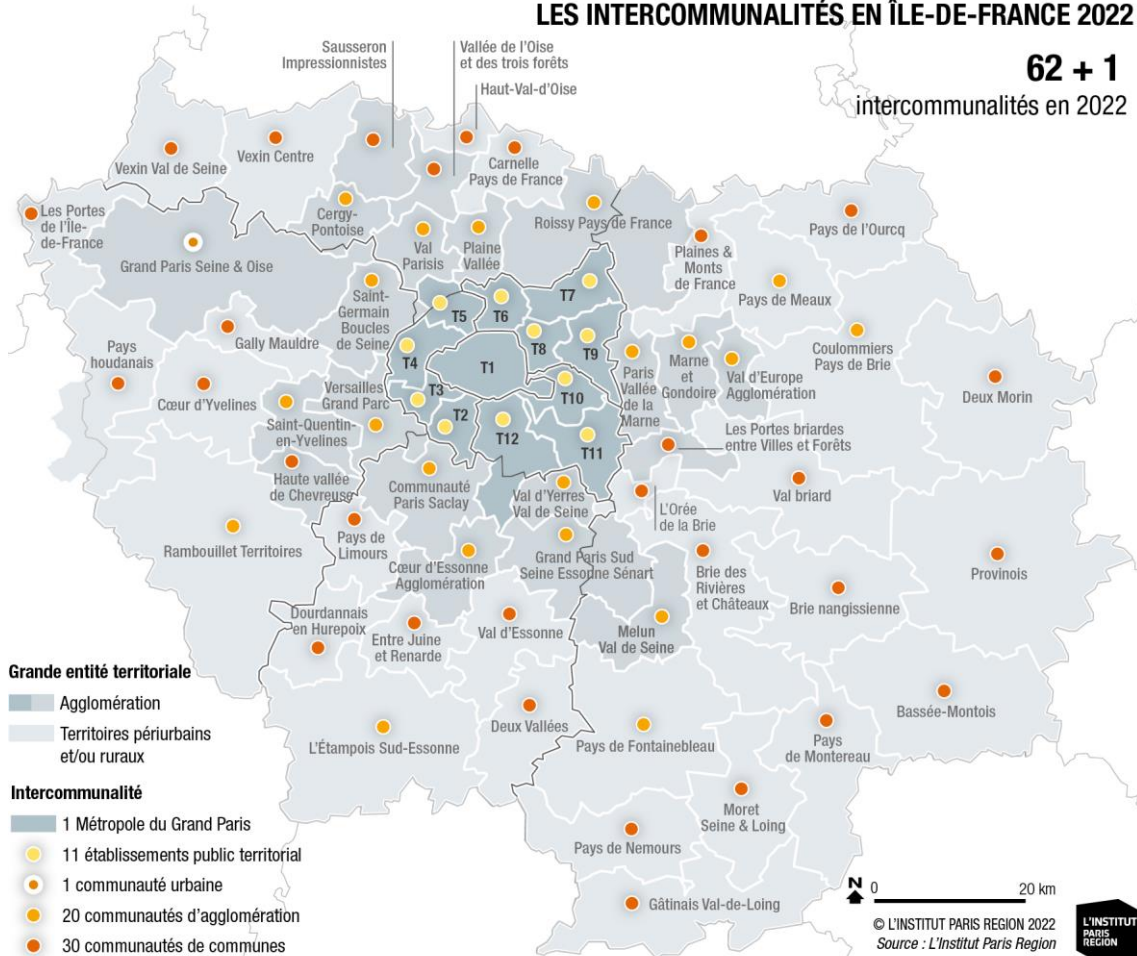 LES INTERCOMMUNALITÉS EN ÎLE-DE-FRANCE 2022
62 + 1
intercommunalités en 2022
Sausseron
Impressionnistes
Vallée de l'Oise
et des trois forêts
Haut-Val-d'Oise
Vexin Val de Seine
Vexin Centre
Carnelle
Pays de France
Les Portes
de l'Île-
de-France
Cergy-
Pontoise
Val
Parisis
Plaine
Vallée
Roissy Pays de France
Plaines &
Monts
de France
Pays de l'Ourcq
Grand Paris Seine & Oise
Saint-
Germain
Boucles
de Seine
T5
T6
T7
Pays de Meaux
Gally Mauldre
Pays
houdanais
Cœur d'Yvelines
T4
T1
T8
T9
Paris
Vallée
de la
Marne
Marne
et
Gondoire
Val d'Europe
Agglomération
Coulommiers
Pays de Brie
Deux Morin
Versailles
Grand Parc
T3
T2
T10
T12
T11
Saint-Quentin-
en-Yvelines
Les Portes briardes
entre Villes et Forêts
Haute vallée
de Chevreuse
Communauté
Paris Saclay
Val d'Yerres
Val de Seine
L'Orée
de la Brie
Val briard
Rambouillet Territoires
Pays de
Limours
Cœur d'Essonne
Agglomération
Grand Paris Sud
Seine Essonne Sénart
Brie des
Rivières
et Châteaux
Brie nangissienne
Provinois
Dourdannais
en Hurepoix
Entre Juine
et Renarde
Val d'Essonne
Melun
Val de Seine
L'Étampois Sud-Essonne
Deux Vallées
Pays de Fontainebleau
Pays
de Montereau
Bassée-Montois
Moret
Seine & Loing
Pays de Nemours
Gâtinais Val-de-Loing
Grande entité territoriale
Agglomération
Territoires périurbains
et/ou ruraux
Intercommunalité
1 Métropole du Grand Paris
11 établissements public territorial
1 communauté urbaine
20 communautés d'agglomération
30 communautés de communes
N
0
20 km
© L'INSTITUT PARIS REGION 2022
Source : L'Institut Paris Region
L'INSTITUT
PARIS
REGION